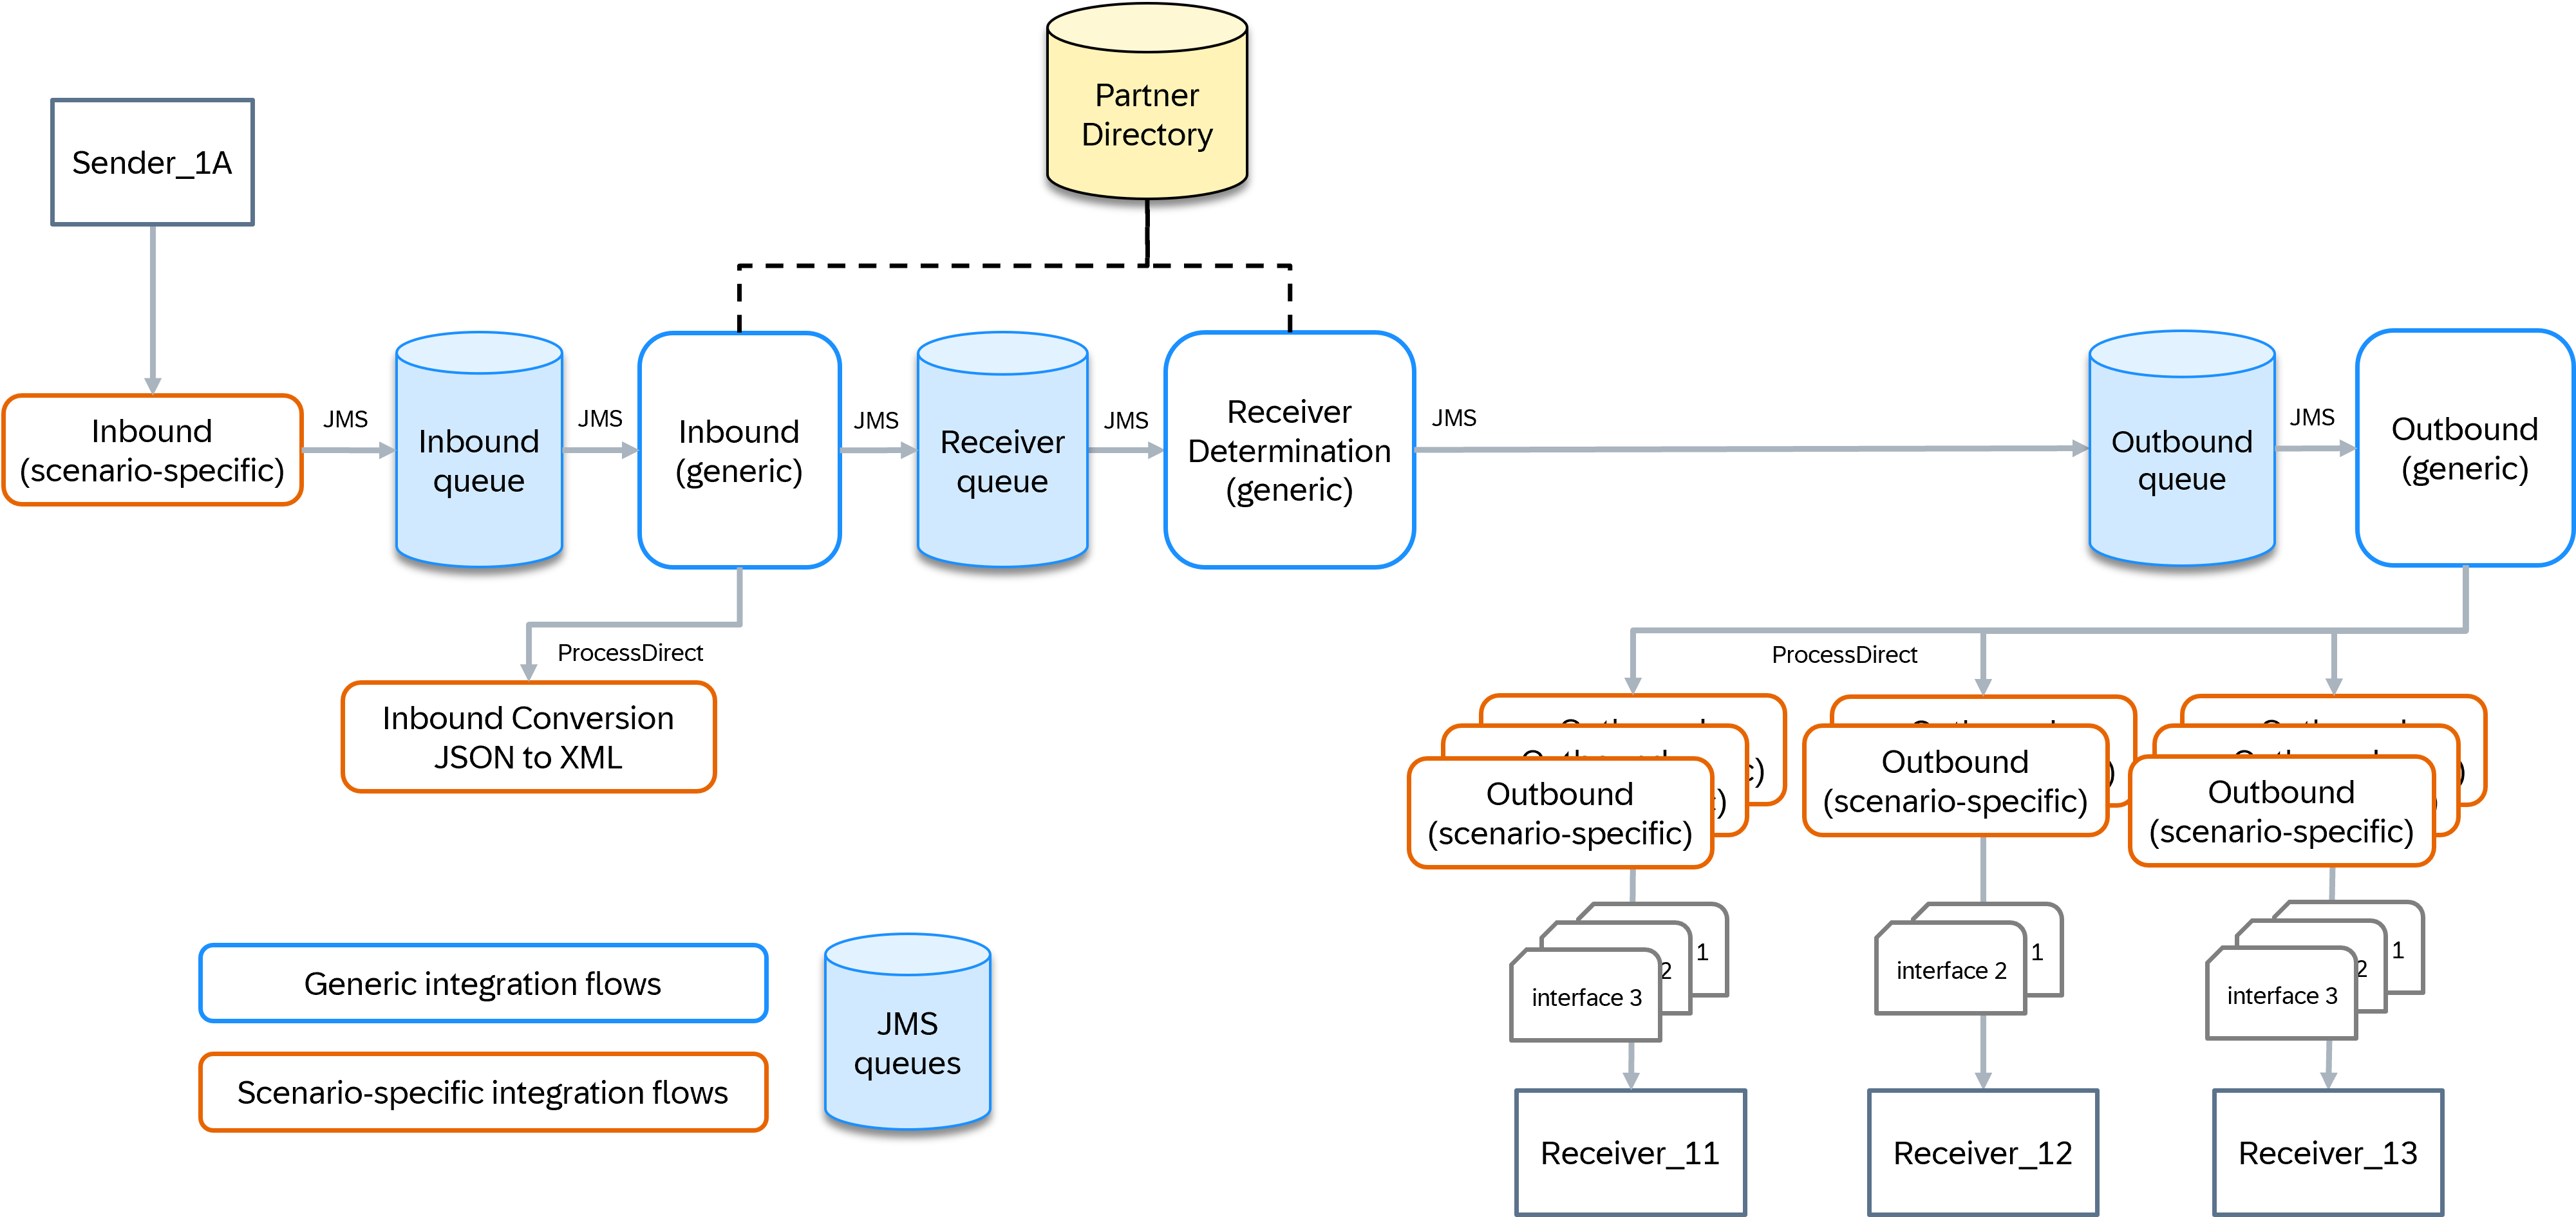 Partner
Directory
Sender_1A
Inbound
(scenario-specific)
JMS
Inbound
queue
JMS
Inbound
(generic)
JMS
Receiver
queue
JMS
Receiver
Determination
(generic)
JMS
Outbound
queue
JMS
Outbound
(generic)
ProcessDirect
Inbound Conversion
JSON to XML
ProcessDirect
Outbound
(scenario-specific)
Outbound
(scenario-specific)
Outbound
(scenario-specific)
1
2
interface 3
1
interface 2
1
2
interface 3
Receiver_11
Receiver_12
Receiver_13
Generic integration flows
Scenario-specific integration flows
JMS
queues